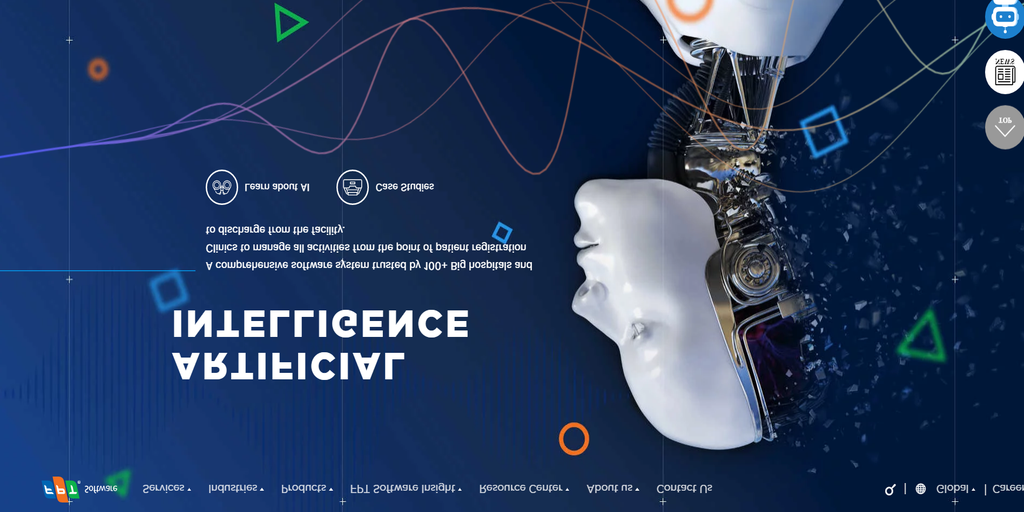 FPT Software
Services
Industries
Products
FPT Software Insight
Resource Center
About us
Contact Us
Global
Career
ARTIFICIAL
INTELLIGENCE
A comprehensive software system trusted by 100+ Big hospitals and
Clinics to manage all activities from the point of patient registration
to discharge from the facility.
Learn about AI
Case Studies
TOP
NEWS